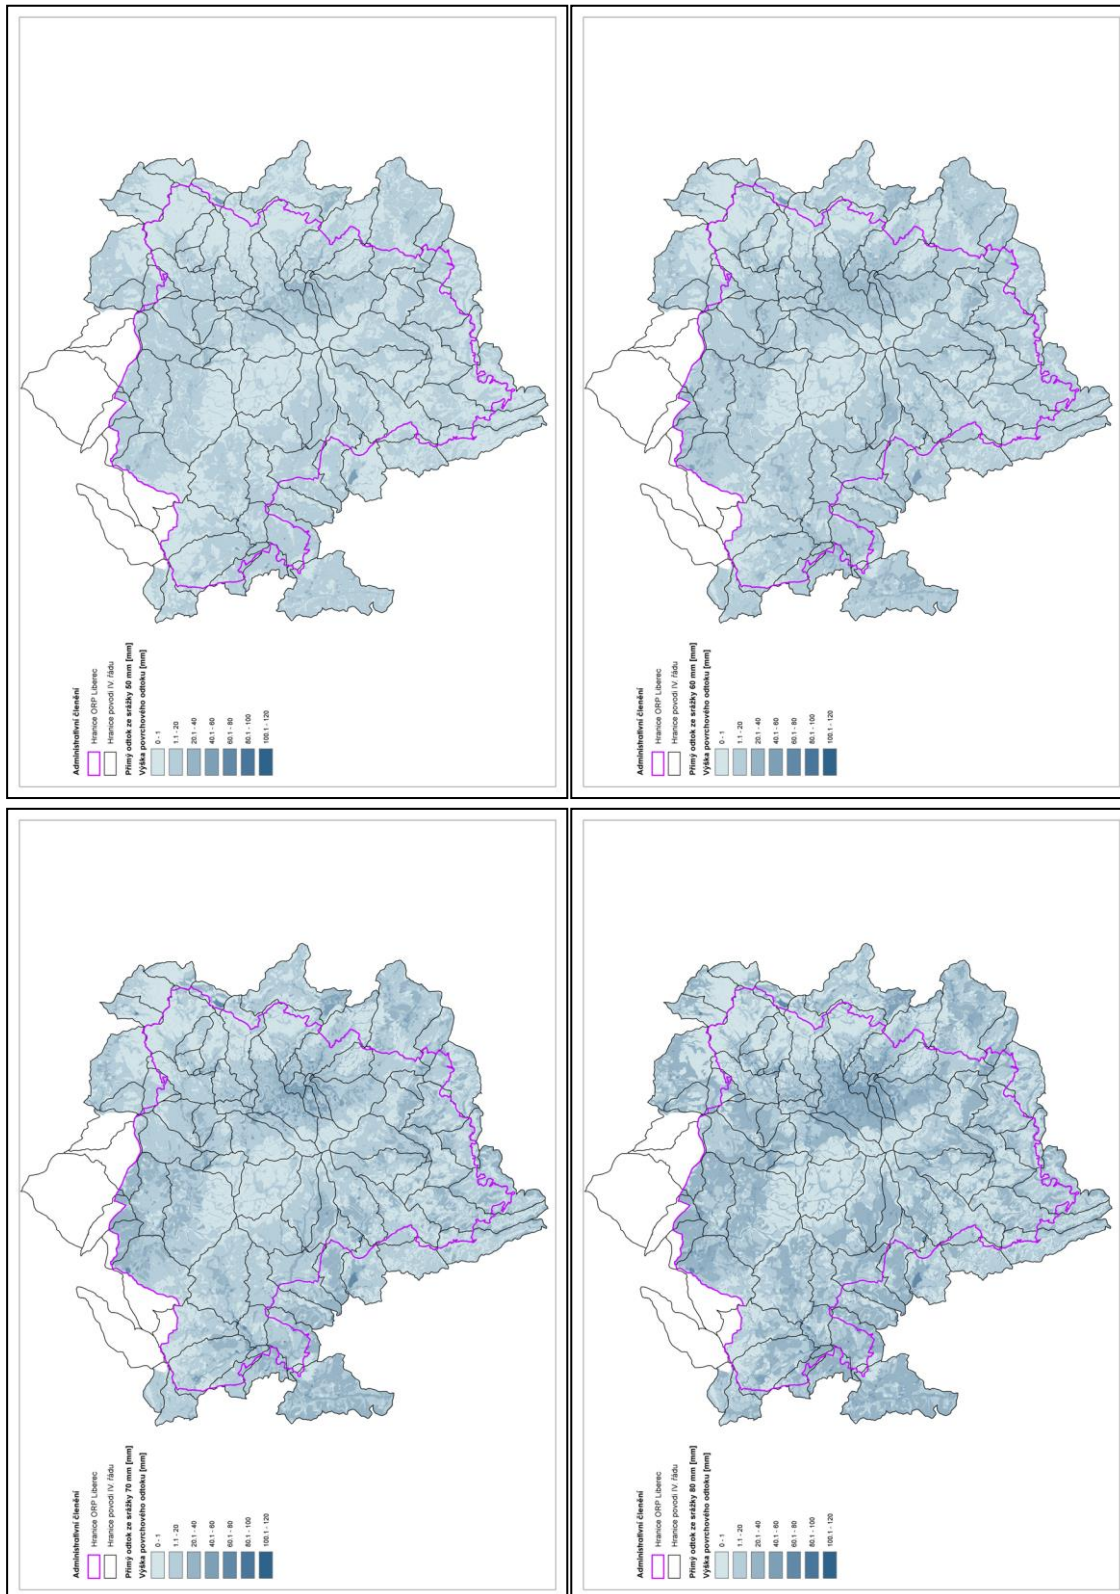 Administrativní členění
Hranice ORP Liberec
Hranice povodí IV. řádu
Přímý odtok ze srážky 50 mm [mm]
Výška povrchového odtoku [mm]
0 - 1
1.1 - 20
20.1 - 40
40.1 - 60
60.1 - 80
80.1 - 100
100.1 - 120
Administrativní členění
Hranice ORP Liberec
Hranice povodí IV. řádu
Přímý odtok ze srážky 60 mm [mm]
Výška povrchového odtoku [mm]
0 - 1
1.1 - 20
20.1 - 40
40.1 - 60
60.1 - 80
80.1 - 100
100.1 - 120
Administrativní členění
Hranice ORP Liberec
Hranice povodí IV. řádu
Přímý odtok ze srážky 70 mm [mm]
Výška povrchového odtoku [mm]
0 - 1
1.1 - 20
20.1 - 40
40.1 - 60
60.1 - 80
80.1 - 100
100.1 - 120
Administrativní členění
Hranice ORP Liberec
Hranice povodí IV. řádu
Přímý odtok ze srážky 80 mm [mm]
Výška povrchového odtoku [mm]
0 - 1
1.1 - 20
20.1 - 40
40.1 - 60
60.1 - 80
80.1 - 100
100.1 - 120